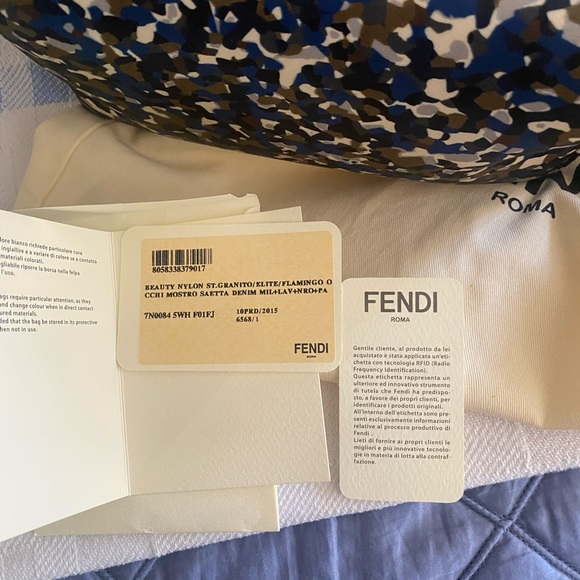 ROMA
lore bianco richiede particolare cura
ingiallire e a variare di colore se a contatto
materiali colorati.
gliabile riporre la borsa nella felpa
l'uso.
ags require particular attention, as they
and change colour when in direct contact
ured materials.
ded that the bag be stored in its protective
hen not in use.
8058338379017
BEAUTY NYLON ST.GRANITO/ELITE/FLAMINGO O
CCHI MOSTRO SAETTA DENIM MIL+LAV+NRO+PA
7N0084 5WH F01FJ
10PRD/2015
6568/1
FENDI
ROMA
FENDI
ROMA
Gentile cliente, al prodotto da lei
acquistato è stata applicata un'eti-
chetta con tecnologia RFID (Radio
Frequency Identification).
Questa etichetta rappresenta un
ulteriore ed innovativo strumento
di tutela che Fendi ha predispo-
sto, a favore dei propri clienti, per
identificare i prodotti originali.
All'interno dell'etichetta sono pre-
senti esclusivamente informazioni
relative al processo produttivo di
Fendi .
Lieti di fornire ai propri clienti le
migliori e più innovative tecnolo-
gie in materia di lotta alla contraf-
fazione.